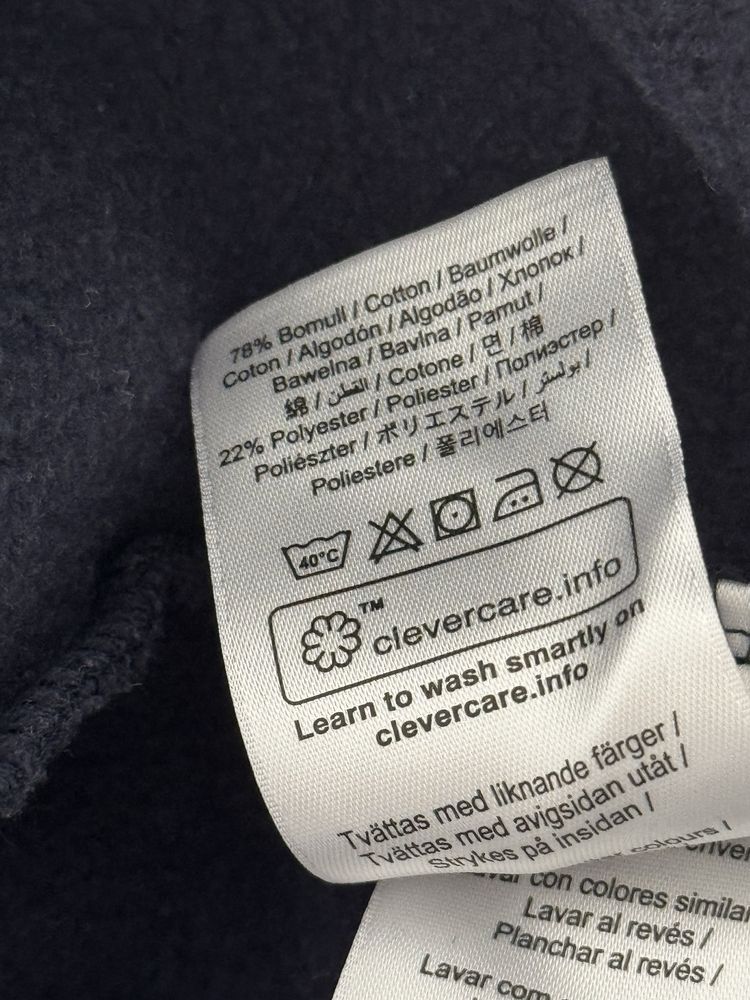 78% Bomull / Cotton / Baumwolle /
Coton / Algodón / Algodão / Хлопок /
Bawełna / Bavlna / Pamut /
綿 / القطن / Cotone / 면 / 棉
22% Polyester / Poliester / Полиэстер /
Poliészter / ポリエステル / بوليستر /
Poliestere / 폴리에스터
40°C
TM
clevercare.info
Learn to wash smartly on
clevercare.info
Tvättas med liknande färger /
Tvättas med avigsidan utåt /
Strykes på insidan /
colours /
con colores
Lavar al revés /
Planchar al revés /
Lavar com